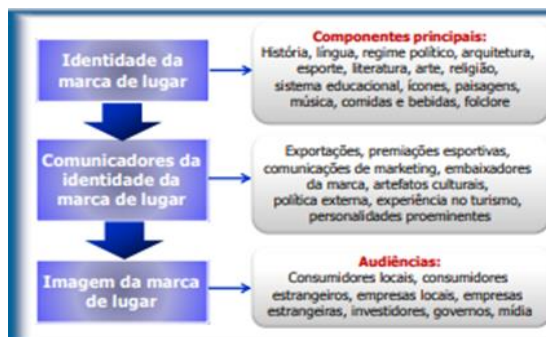 Identidade da
marca de lugar
Componentes principais:
História, língua, regime político, arquitetura,
esporte, literatura, arte, religião,
sistema educacional, ícones, paisagens,
música, comidas e bebidas, folclore
Comunicadores da
identidade da
marca de lugar
Exportações, premiações esportivas,
comunicações de marketing, embaixadores
da marca, artefatos culturais,
política externa, experiência no turismo,
personalidades proeminentes
Imagem da marca
de lugar
Audiências:
Consumidores locais, consumidores
estrangeiros, empresas locais, empresas
estrangeiras, investidores, governos, mídia